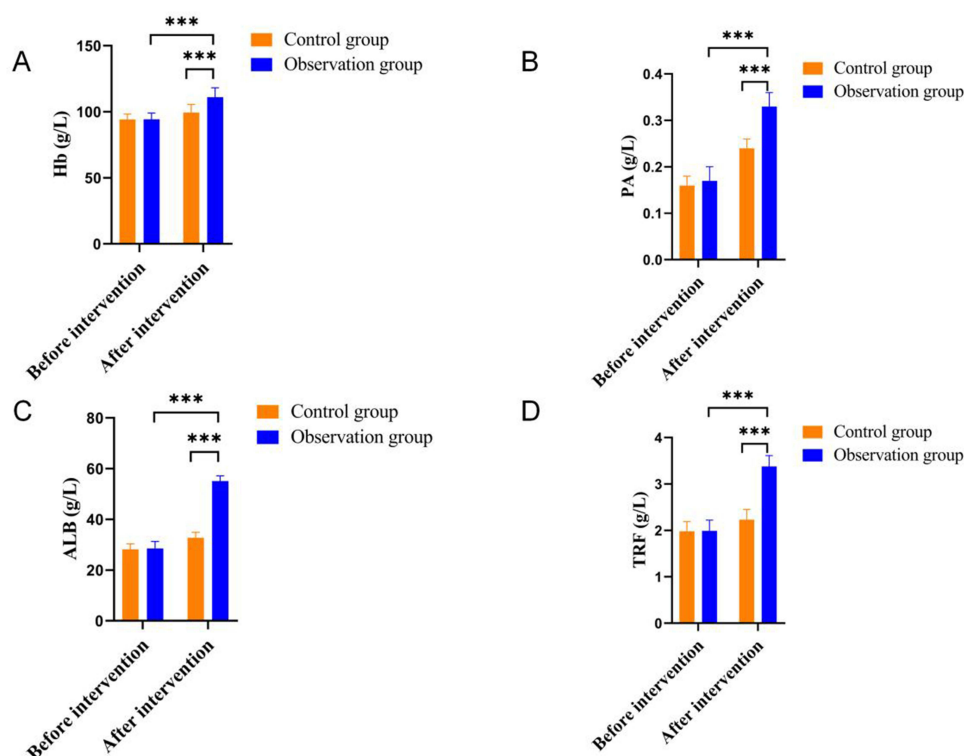 A
***
***
Control group
Observation group
Hb (g/L)
150
100
50
0
Before intervention
After intervention
B
***
***
Control group
Observation group
PA (g/L)
0.4
0.3
0.2
0.1
0.0
Before intervention
After intervention
C
***
***
Control group
Observation group
ALB (g/L)
80
60
40
20
0
Before intervention
After intervention
D
***
***
Control group
Observation group
TRF (g/L)
4
3
2
1
0
Before intervention
After intervention